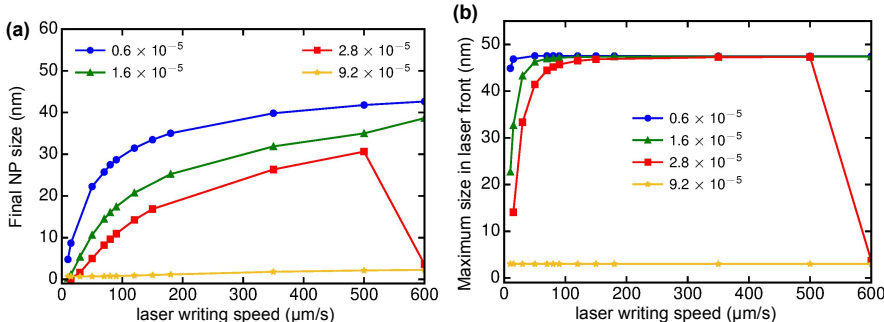 (a)
60
50
40
30
20
10
0
Final NP size (nm)
0.6 × 10⁻⁵
1.6 × 10⁻⁵
2.8 × 10⁻⁵
9.2 × 10⁻⁵
0 100 200 300 400 500 600
laser writing speed (μm/s)
(b)
50
40
30
20
10
0
Maximum size in laser front (nm)
0.6 × 10⁻⁵
1.6 × 10⁻⁵
2.8 × 10⁻⁵
9.2 × 10⁻⁵
0 100 200 300 400 500 600
laser writing speed (μm/s)